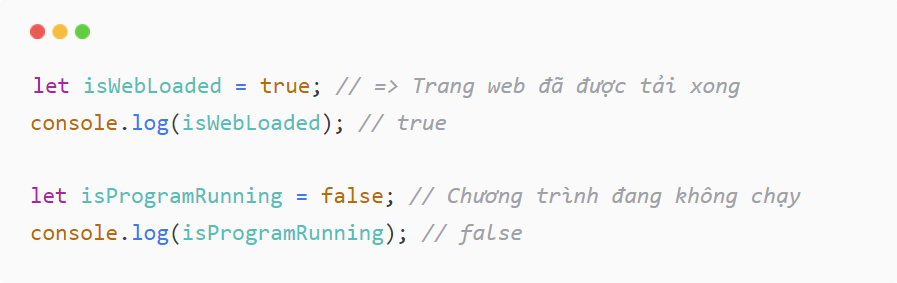 let isWebLoaded = true; // => Trang web đã được tải xong
console.log(isWebLoaded); // true
let isProgramRunning = false; // Chương trình đang không chạy
console.log(isProgramRunning); // false